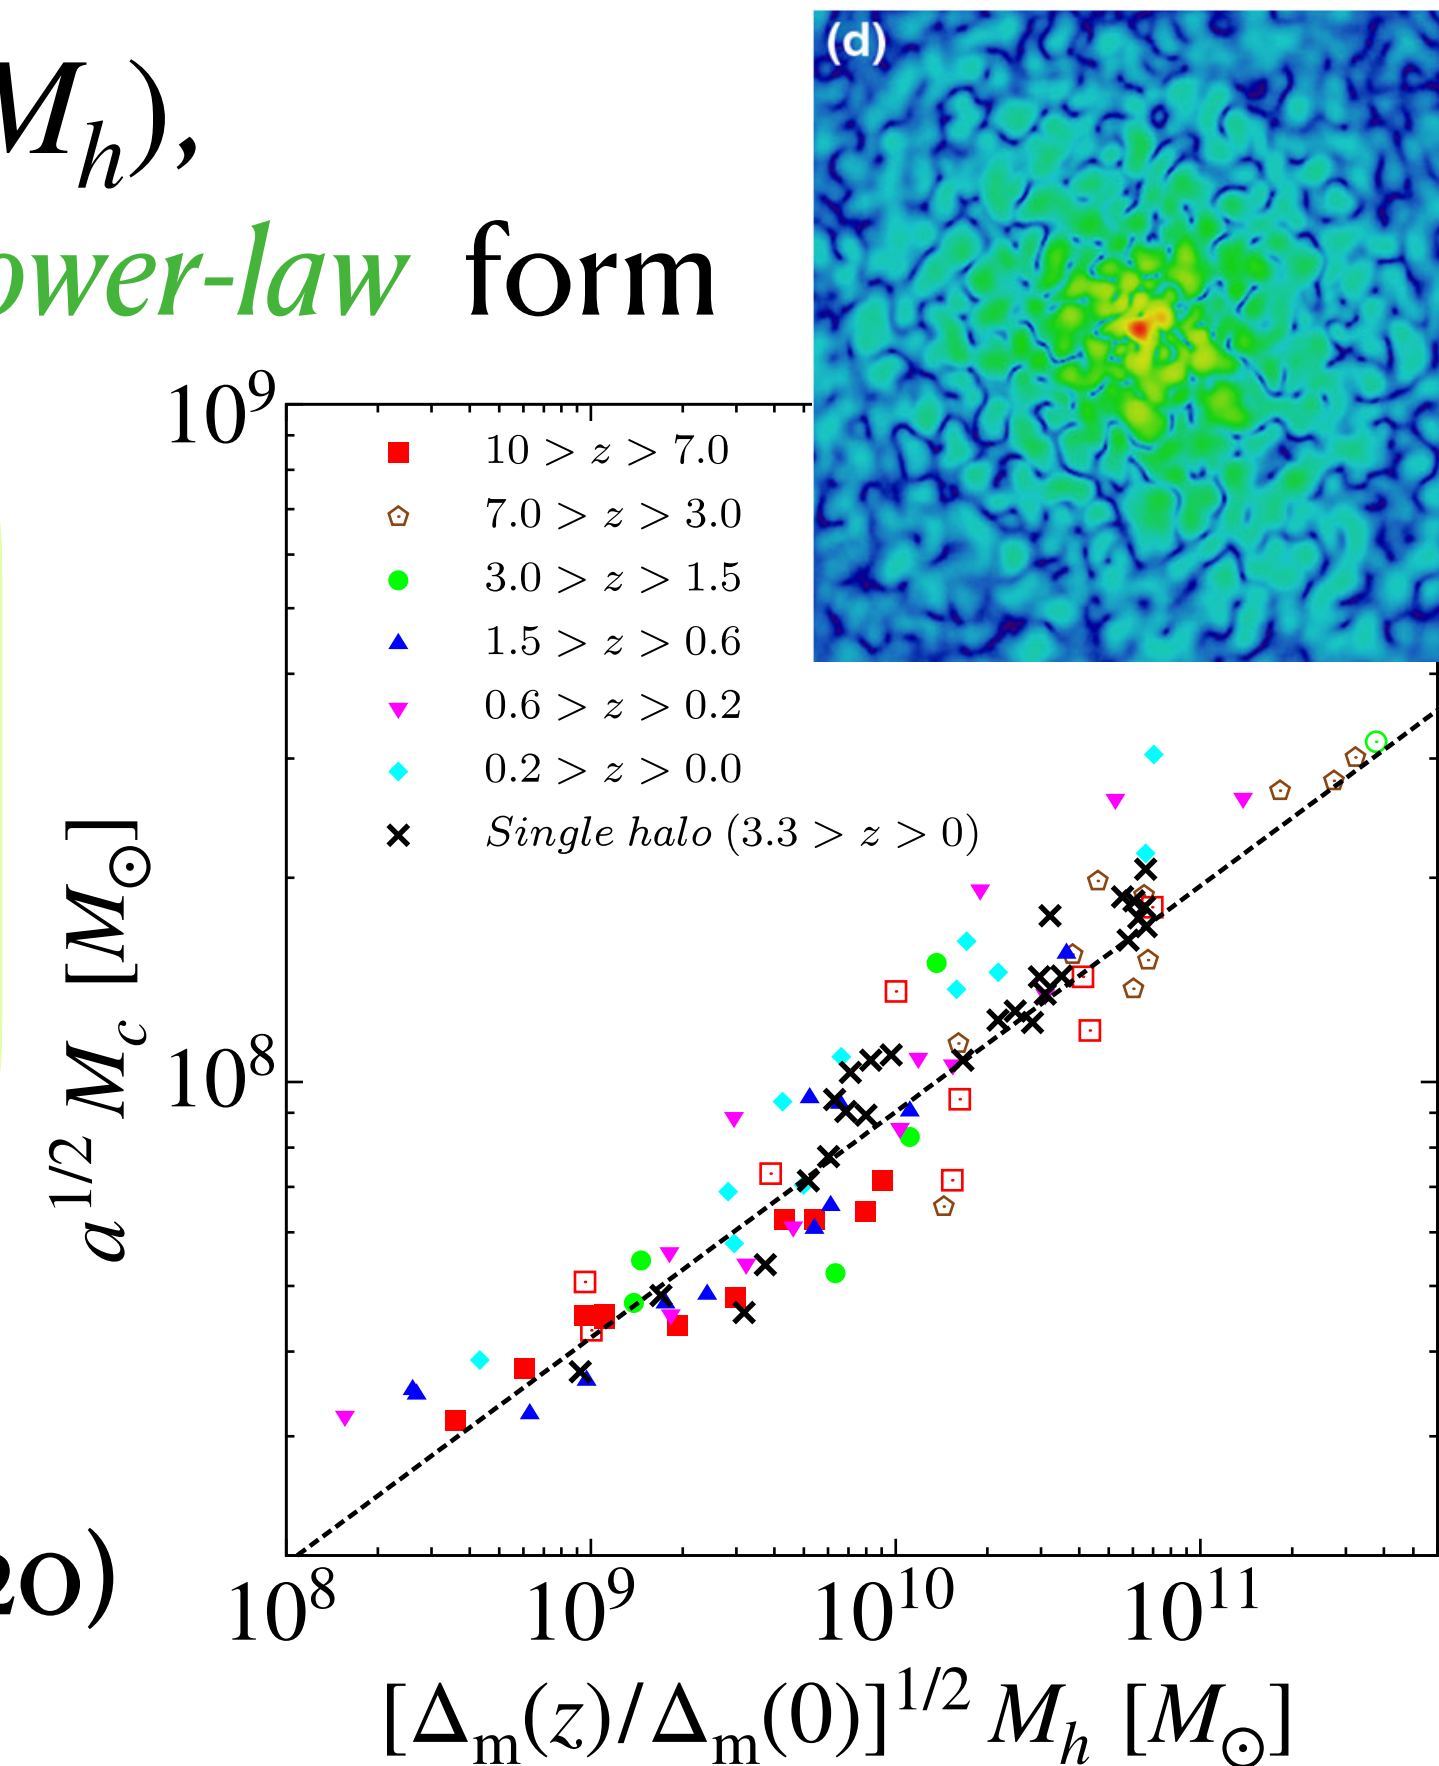 (d)
M_h),
ower-law form
10^9
10 > z > 7.0
7.0 > z > 3.0
3.0 > z > 1.5
1.5 > z > 0.6
0.6 > z > 0.2
0.2 > z > 0.0
Single halo (3.3 > z > 0)
a^{1/2} M_c [M_⊙]
10^8
20)
10^8 10^9 10^10 10^11
[Δ_m(z)/Δ_m(0)]^{1/2} M_h [M_⊙]